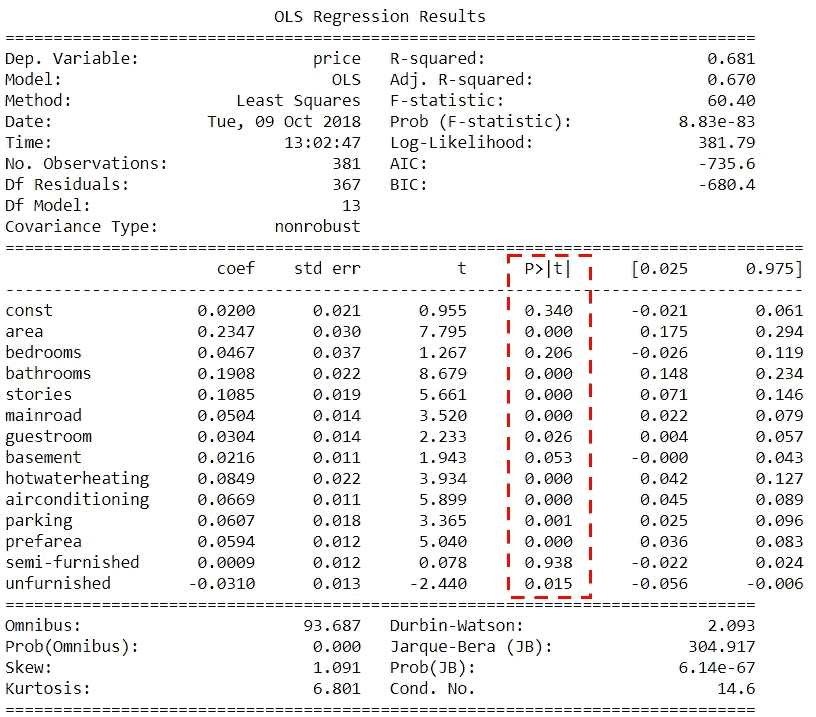 OLS Regression Results
==============================================================================
Dep. Variable: price R-squared: 0.681
Model: OLS Adj. R-squared: 0.670
Method: Least Squares F-statistic: 60.40
Date: Tue, 09 Oct 2018 Prob (F-statistic): 8.83e-83
Time: 13:02:47 Log-Likelihood: 381.79
No. Observations: 381 AIC: -735.6
Df Residuals: 367 BIC: -680.4
Df Model: 13
Covariance Type: nonrobust
===================================================================================
coef std err t P>|t| [0.025 0.975]
-----------------------------------------------------------------------------------
const 0.0200 0.021 0.955 0.340 -0.021 0.061
area 0.2347 0.030 7.795 0.000 0.175 0.294
bedrooms 0.0467 0.037 1.267 0.206 -0.026 0.119
bathrooms 0.1908 0.022 8.679 0.000 0.148 0.234
stories 0.1085 0.019 5.661 0.000 0.071 0.146
mainroad 0.0504 0.014 3.520 0.000 0.022 0.079
guestroom 0.0304 0.014 2.233 0.026 0.004 0.057
basement 0.0216 0.011 1.943 0.053 -0.000 0.043
hotwaterheating 0.0849 0.022 3.934 0.000 0.042 0.127
airconditioning 0.0669 0.011 5.899 0.000 0.045 0.089
parking 0.0607 0.018 3.365 0.001 0.025 0.096
prefarea 0.0594 0.012 5.040 0.000 0.036 0.083
semi-furnished 0.0009 0.012 0.078 0.938 -0.022 0.024
unfurnished -0.0310 0.013 -2.440 0.015 -0.056 -0.006
==============================================================================
Omnibus: 93.687 Durbin-Watson: 2.093
Prob(Omnibus): 0.000 Jarque-Bera (JB): 304.917
Skew: 1.091 Prob(JB): 6.14e-67
Kurtosis: 6.801 Cond. No. 14.6
==============================================================================